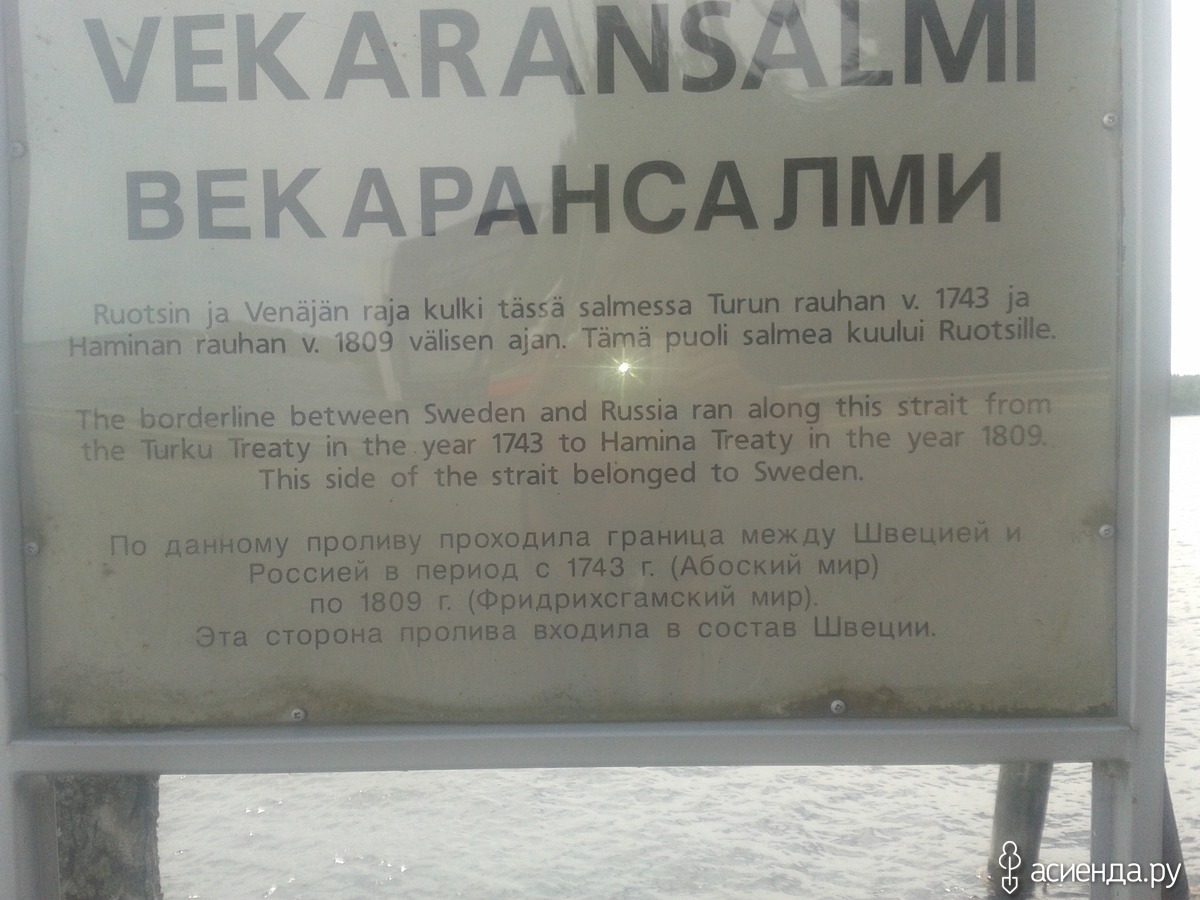 VEKARANSALMI
ВЕКАРАНСАЛМИ
Ruotsin ja Venäjän raja kulki tässä salmessa Turun rauhan v. 1743 ja
Haminan rauhan v. 1809 välisen ajan. Tämä puoli salmea kuului Ruotsille.
The borderline between Sweden and Russia ran along this strait from
the Turku Treaty in the year 1743 to Hamina Treaty in the year 1809.
This side of the strait belonged to Sweden.
По данному проливу проходила граница между Швецией и
Россией в период с 1743 г. (Абоский мир)
по 1809 г. (Фридрихсгамский мир).
Эта сторона пролива входила в состав Швеции.
асиенда.ру